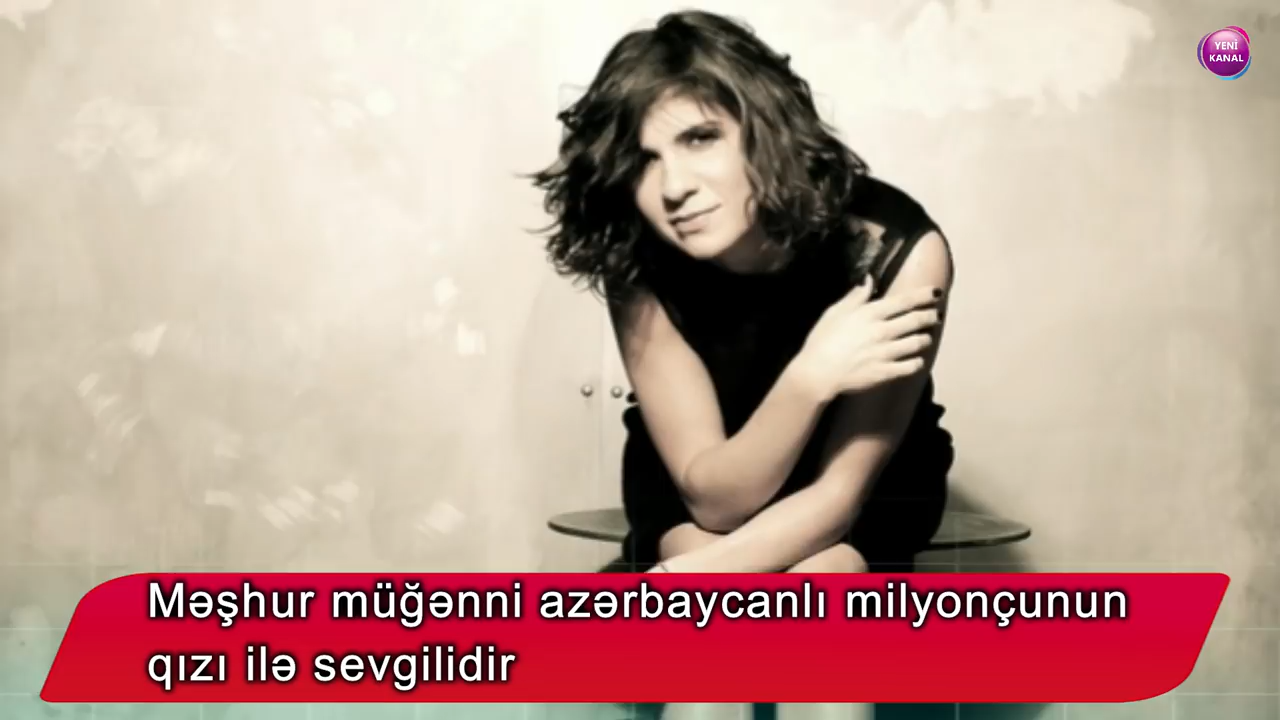 YENİ
KANAL
Məşhur müğənni azərbaycanlı milyonçunun
qızı ilə sevgilidir